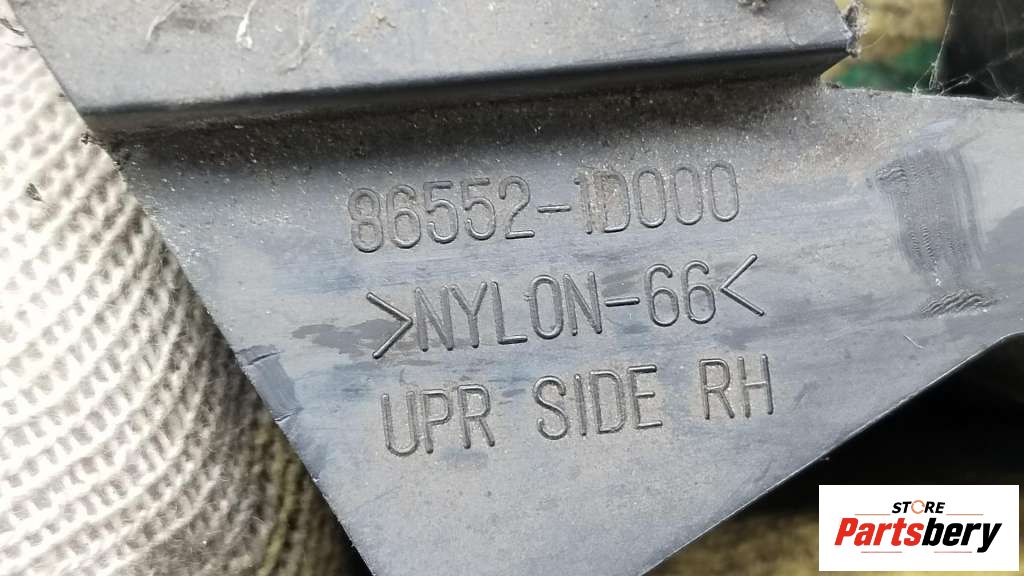 86552-1D000
>NYLON-66<
UPR SIDE RH
STORE
Partsbery